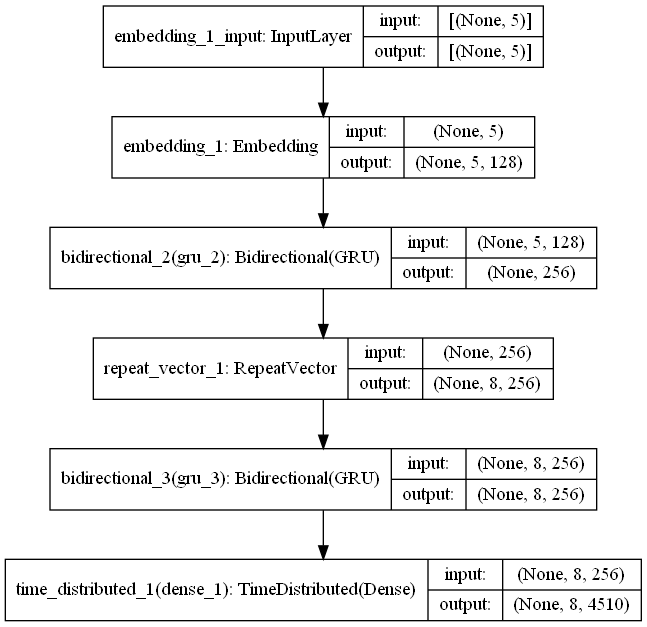 embedding_1_input: InputLayer input: [(None, 5)]
output: [(None, 5)]
embedding_1: Embedding input: (None, 5)
output: (None, 5, 128)
bidirectional_2(gru_2): Bidirectional(GRU) input: (None, 5, 128)
output: (None, 256)
repeat_vector_1: RepeatVector input: (None, 256)
output: (None, 8, 256)
bidirectional_3(gru_3): Bidirectional(GRU) input: (None, 8, 256)
output: (None, 8, 256)
time_distributed_1(dense_1): TimeDistributed(Dense) input: (None, 8, 256)
output: (None, 8, 4510)